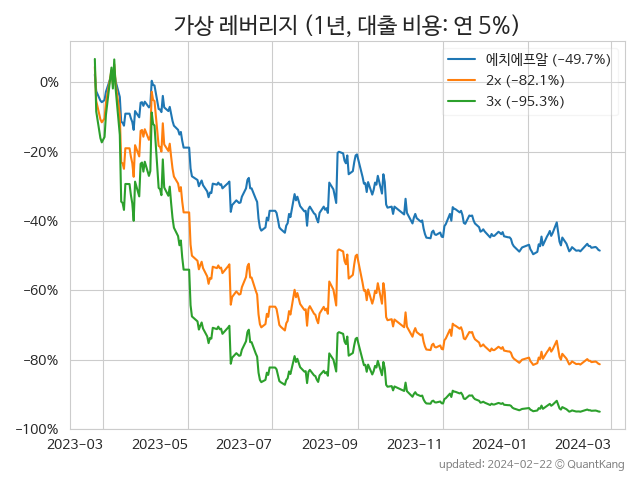 가상 레버리지 (1년, 대출 비용: 연 5%)
에치에프알 (−49.7%)
2x (−82.1%)
3x (−95.3%)
0%
−20%
−40%
−60%
−80%
−100%
2023-03 2023-05 2023-07 2023-09 2023-11 2024-01 2024-03
updated: 2024-02-22 © QuantKang